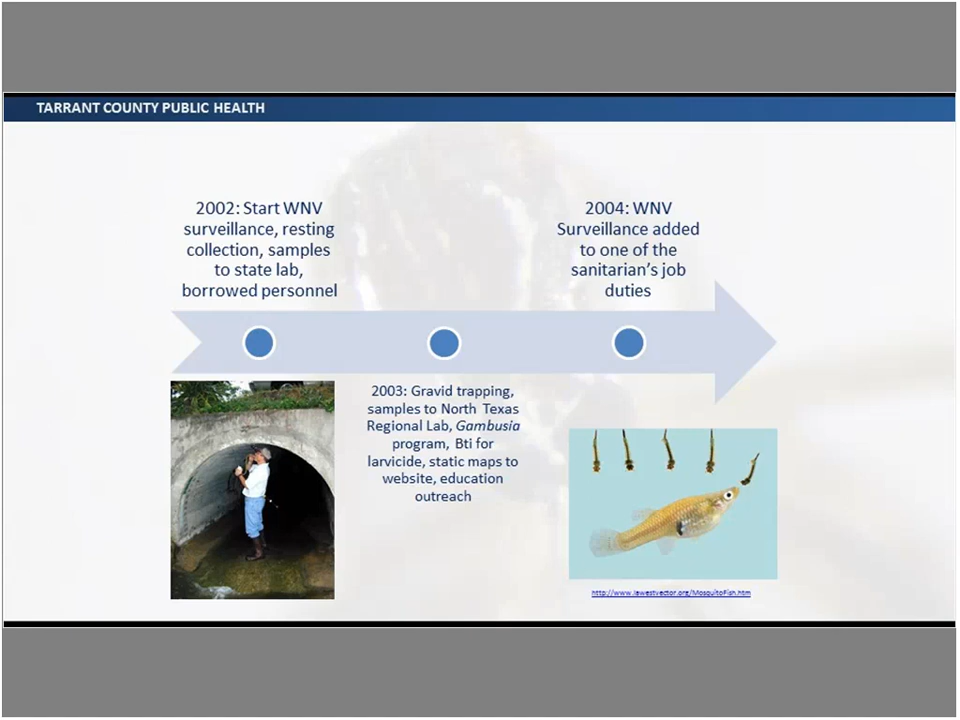 TARRANT COUNTY PUBLIC HEALTH
2002: Start WNV
surveillance, resting
collection, samples
to state lab,
borrowed personnel
2003: Gravid trapping,
samples to North Texas
Regional Lab, Gambusia
program, Bti for
larvicide, static maps to
website, education
outreach
2004: WNV
Surveillance added
to one of the
sanitarian's job
duties
http://www.lawestvector.org/MosquitoFish.htm